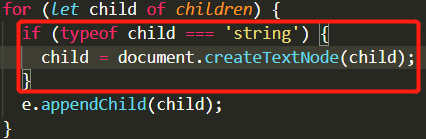 for (let child of children) {
if (typeof child === 'string') {
child = document.createTextNode(child);
}
e.appendChild(child);
}